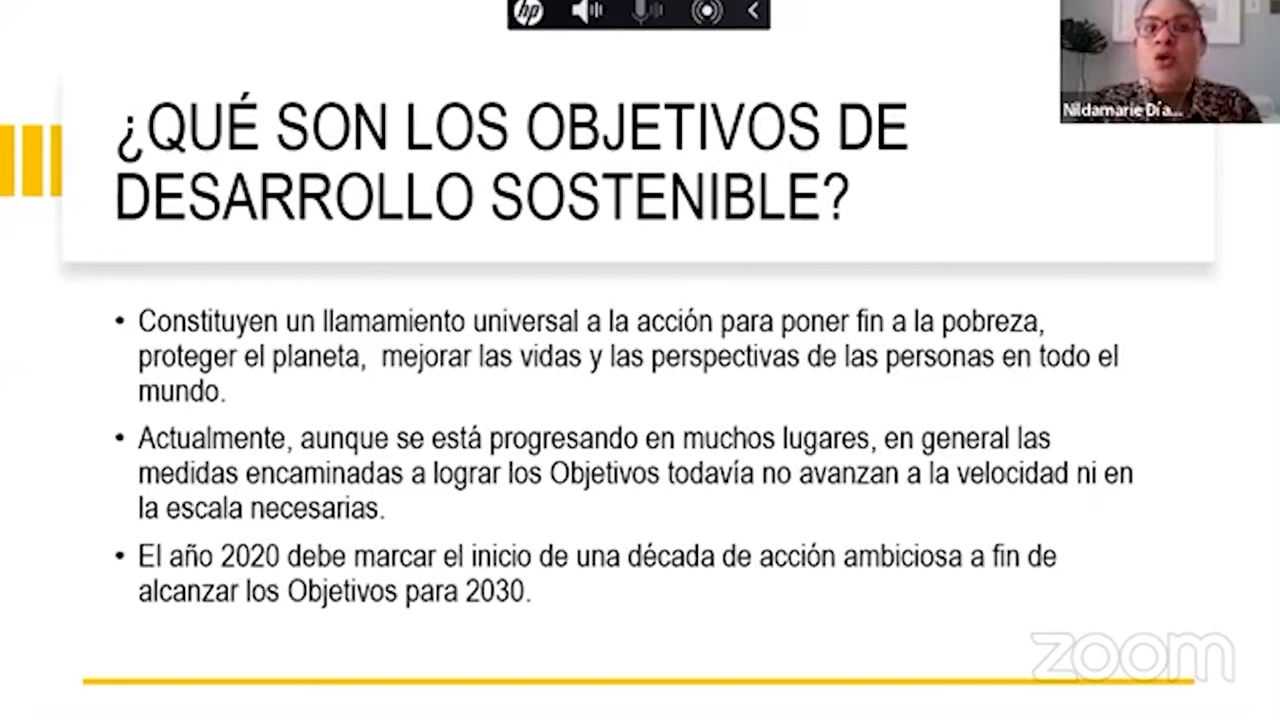 hp
Nildamarie Día...
¿QUÉ SON LOS OBJETIVOS DE
DESARROLLO SOSTENIBLE?
• Constituyen un llamamiento universal a la acción para poner fin a la pobreza,
proteger el planeta,  mejorar las vidas y las perspectivas de las personas en todo el
mundo.
• Actualmente, aunque se está progresando en muchos lugares, en general las
medidas encaminadas a lograr los Objetivos todavía no avanzan a la velocidad ni en
la escala necesarias.
• El año 2020 debe marcar el inicio de una década de acción ambiciosa a fin de
alcanzar los Objetivos para 2030.
zoom